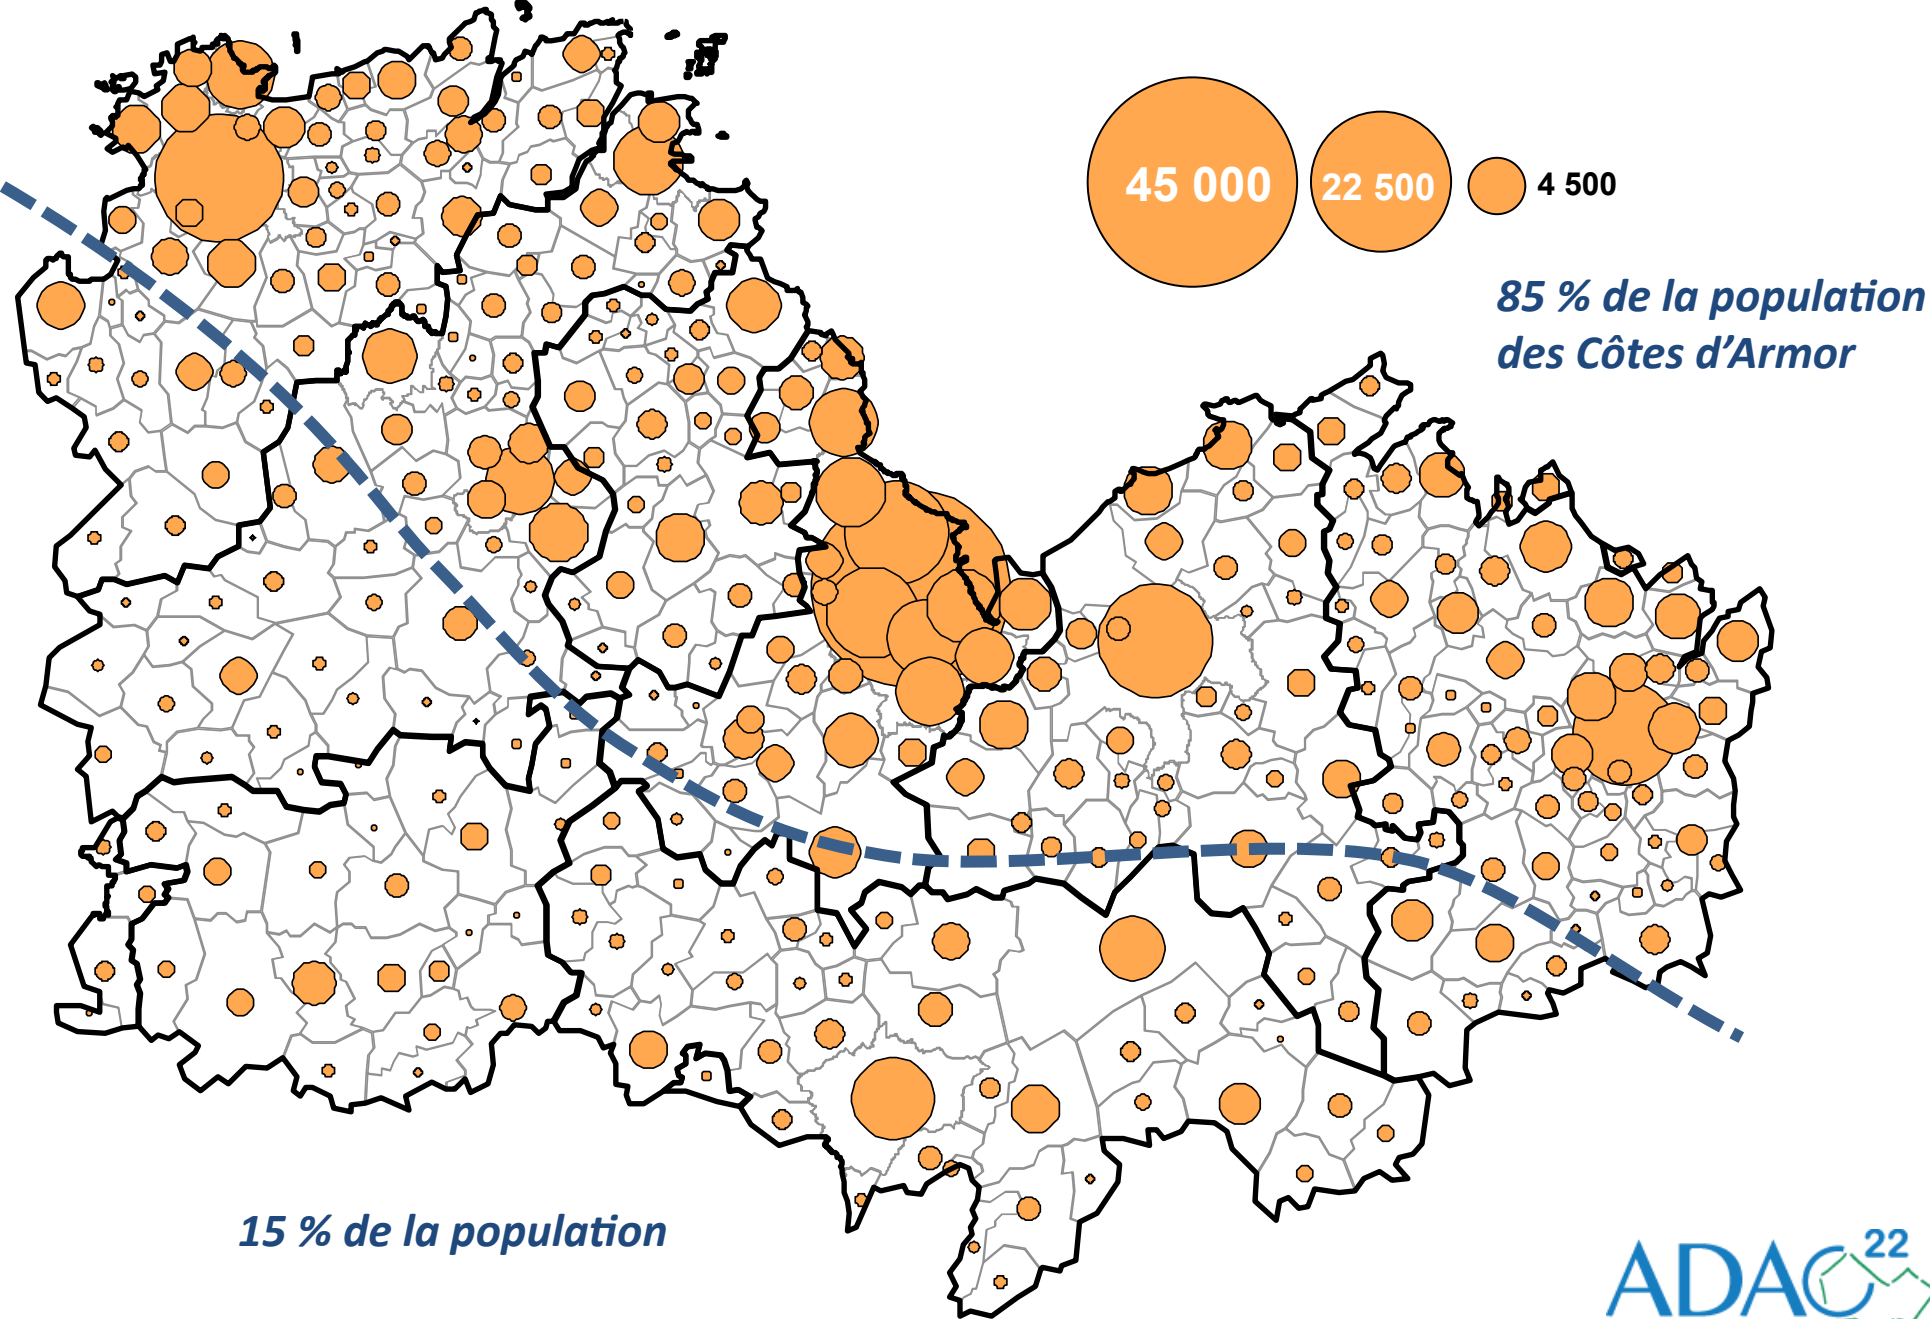 45 000
22 500
4 500
85 % de la population
des Côtes d’Armor
15 % de la population
ADAC 22